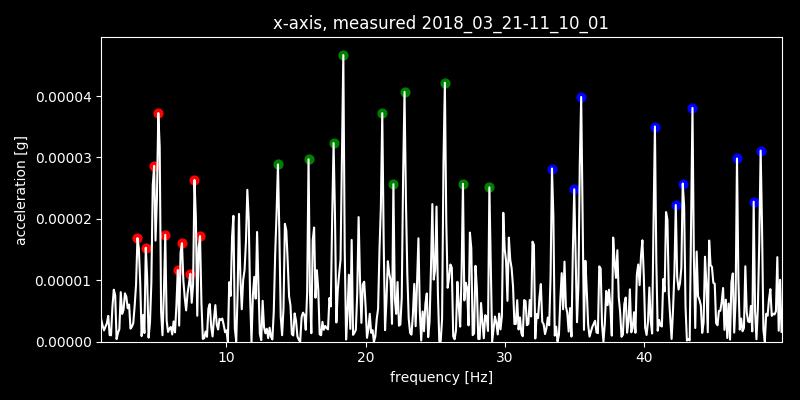 x-axis, measured 2018_03_21-11_10_01
acceleration [g]
0.00004
0.00003
0.00002
0.00001
0.00000
10 20 30 40
frequency [Hz]